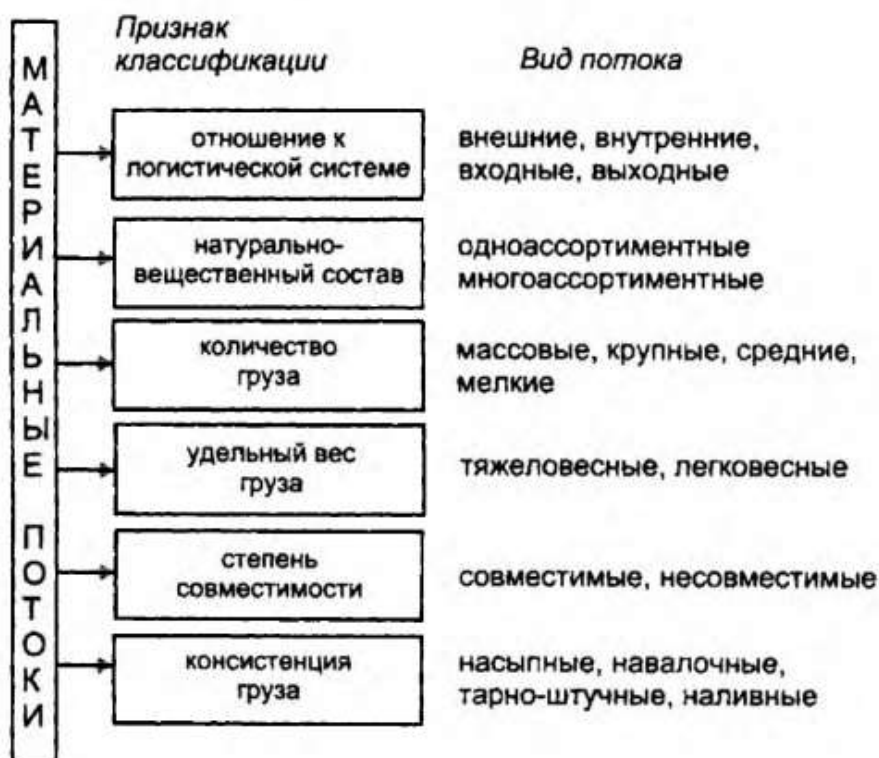 МАТЕРИАЛЬНЫЕ ПОТОКИ
Признак
классификации
Вид потока
отношение к
логистической системе
внешние, внутренние,
входные, выходные
натурально-
вещественный состав
одноассортиментные
многоассортиментные
количество
груза
массовые, крупные, средние,
мелкие
удельный вес
груза
тяжеловесные, легковесные
степень
совместимости
совместимые, несовместимые
консистенция
груза
насыпные, навалочные,
тарно-штучные, наливные